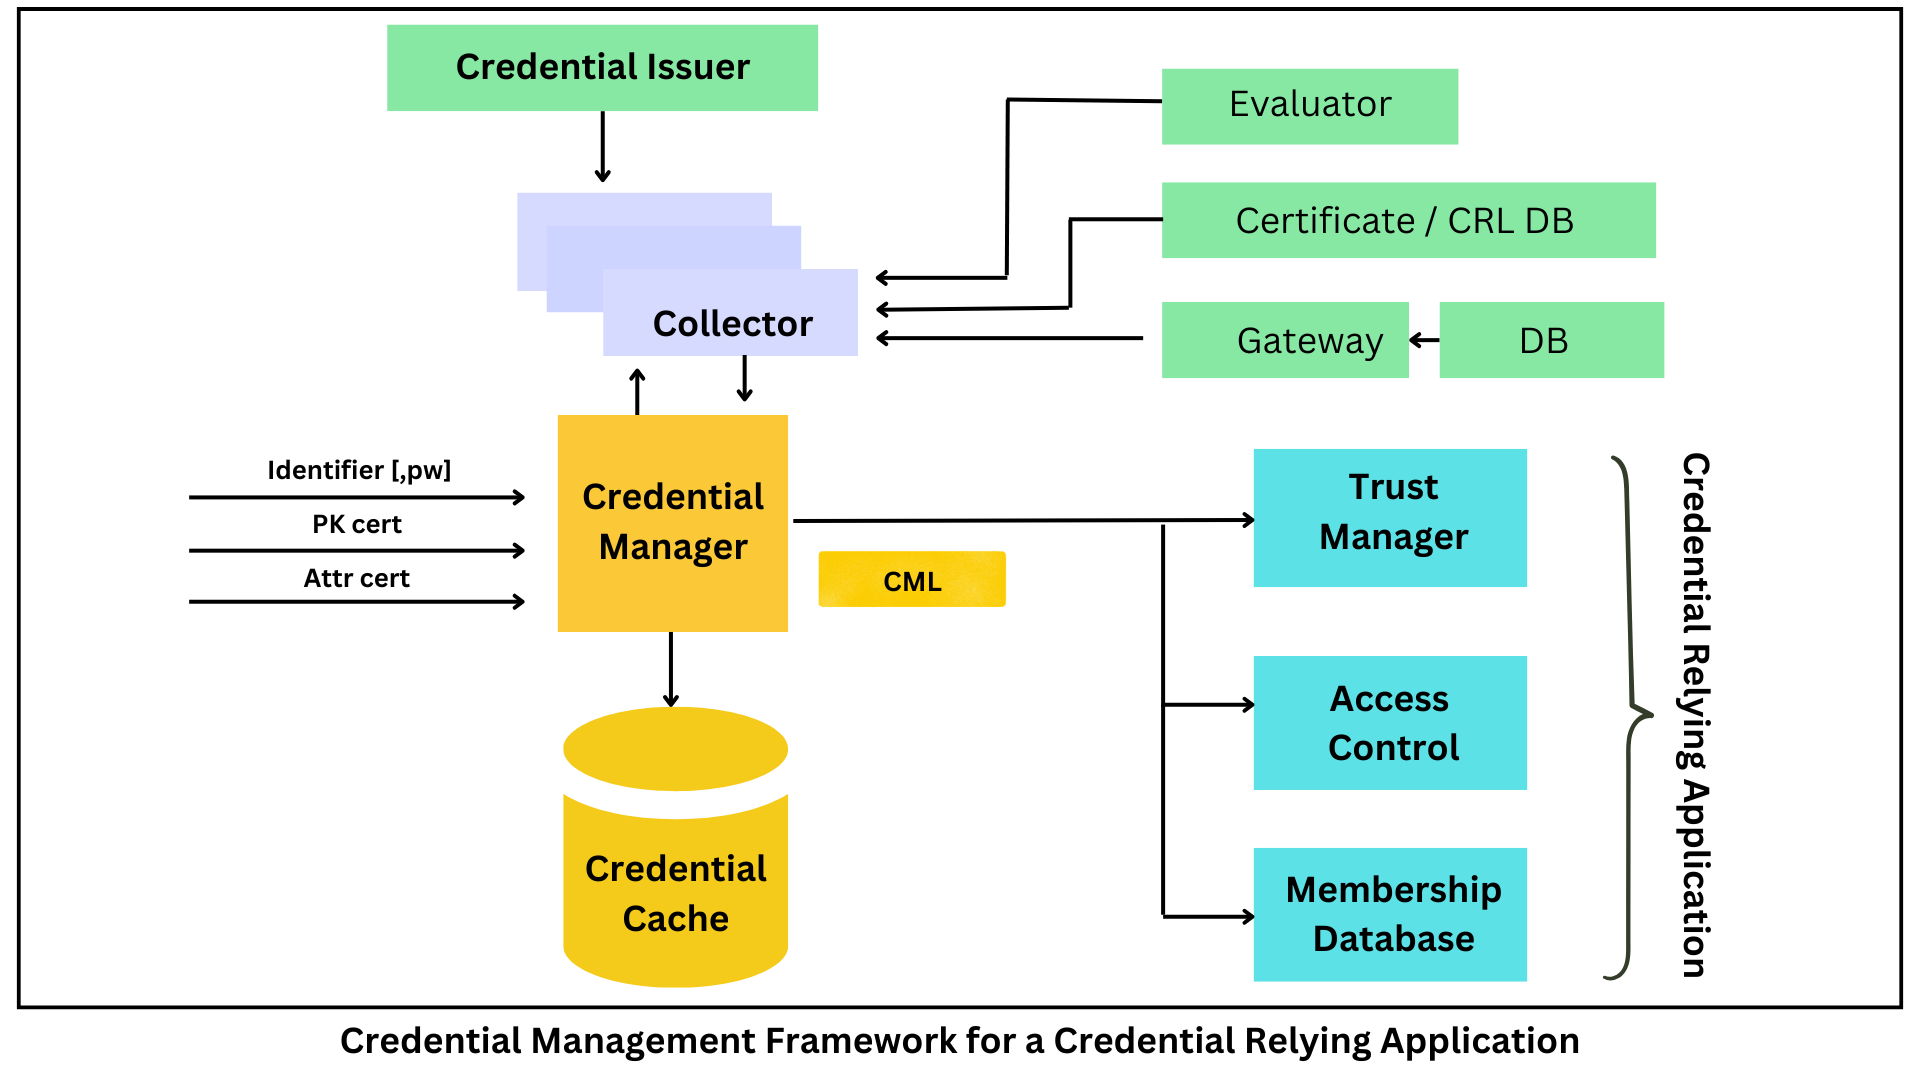 Credential Issuer
Evaluator
Certificate / CRL DB
Gateway
DB
Collector
Identifier [,pw]
PK cert
Attr cert
Credential
Manager
CML
Trust
Manager
Access
Control
Membership
Database
Credential Relying Application
Credential
Cache
Credential Management Framework for a Credential Relying Application